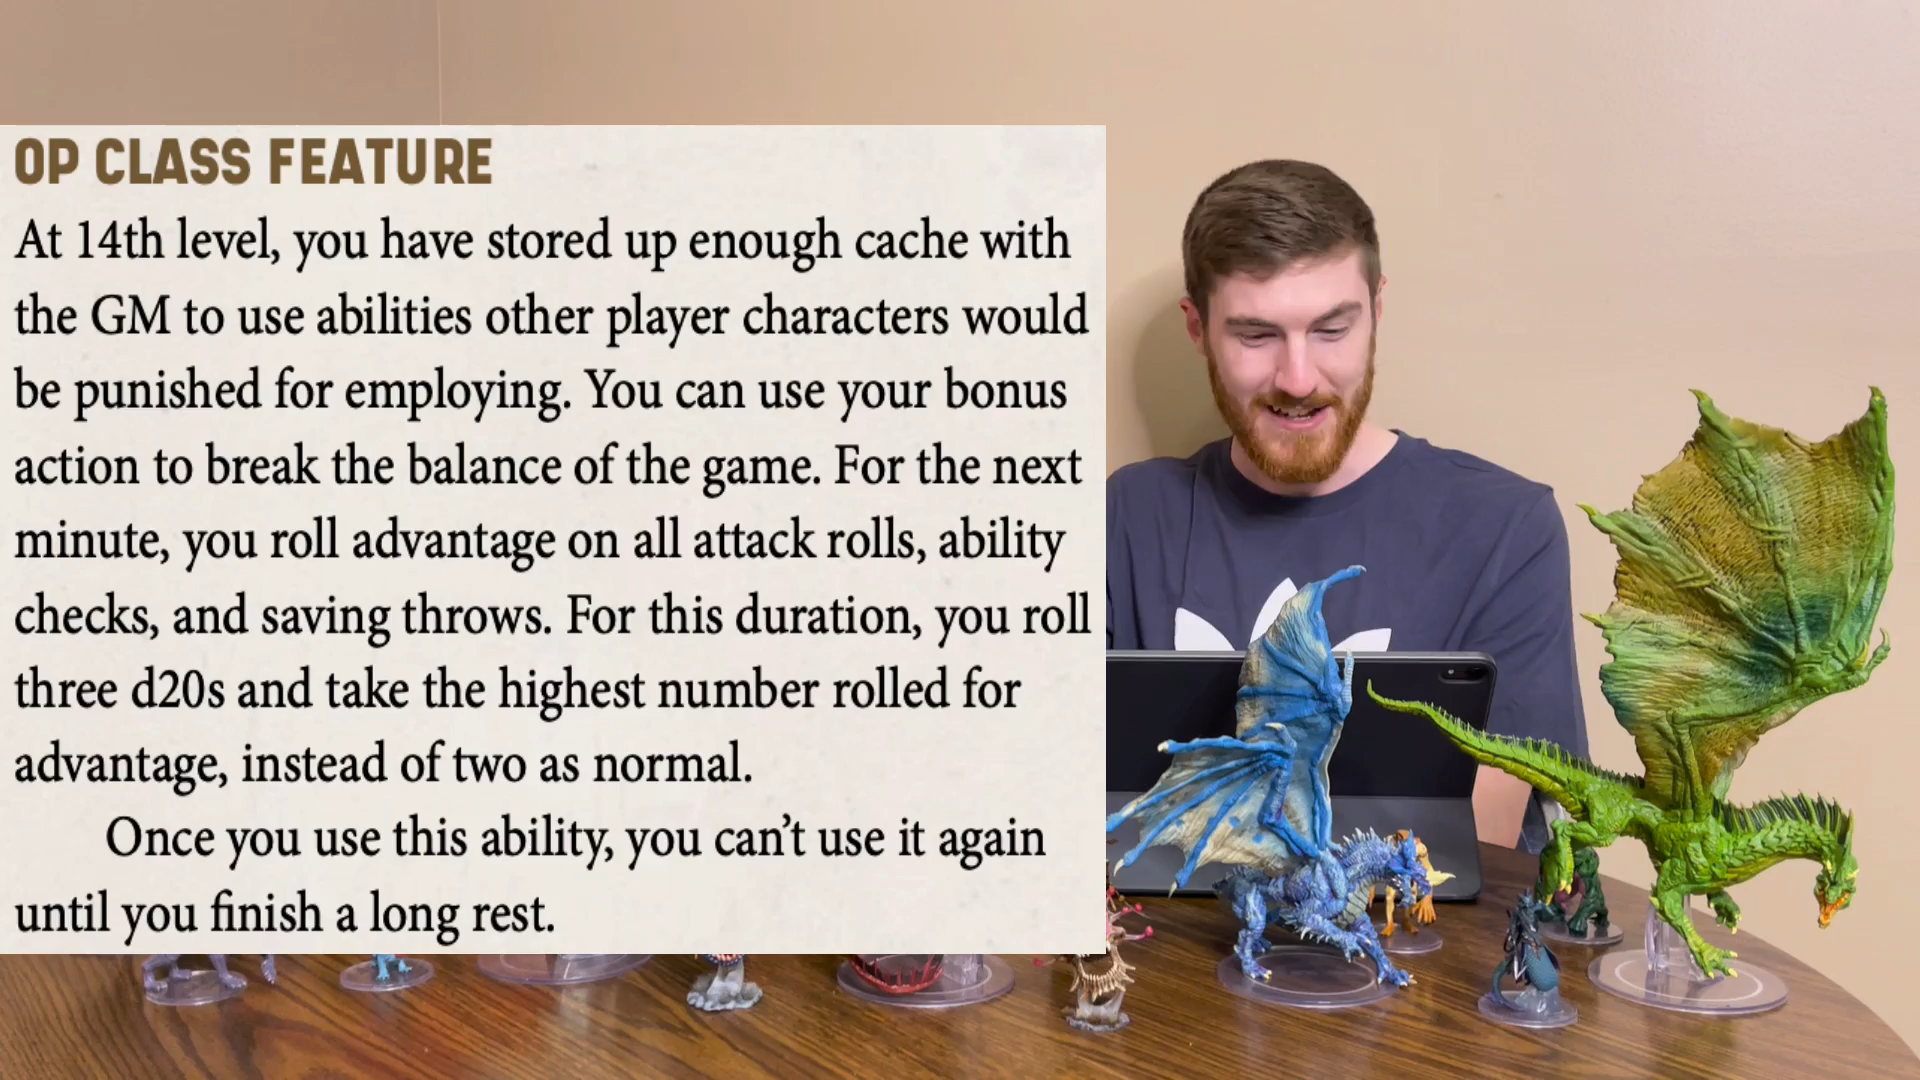 OP CLASS FEATURE
At 14th level, you have stored up enough cache with
the GM to use abilities other player characters would
be punished for employing. You can use your bonus
action to break the balance of the game. For the next
minute, you roll advantage on all attack rolls, ability
checks, and saving throws. For this duration, you roll
three d20s and take the highest number rolled for
advantage, instead of two as normal.
Once you use this ability, you can’t use it again
until you finish a long rest.